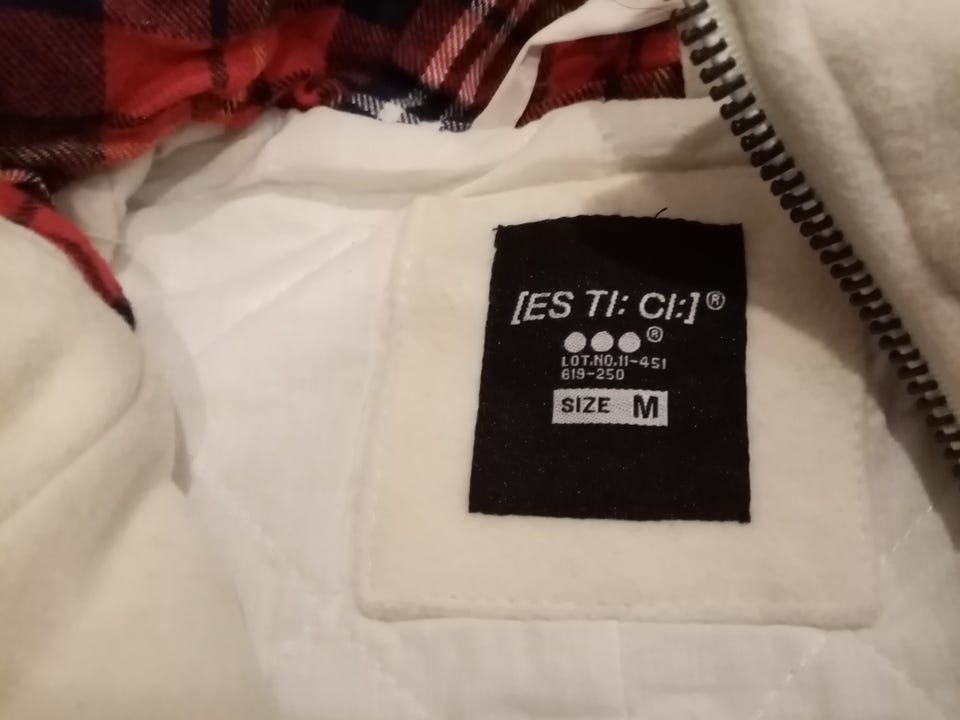 [ES TI: CI:]®
®
LOT.NO.11-451
619-250
SIZE M